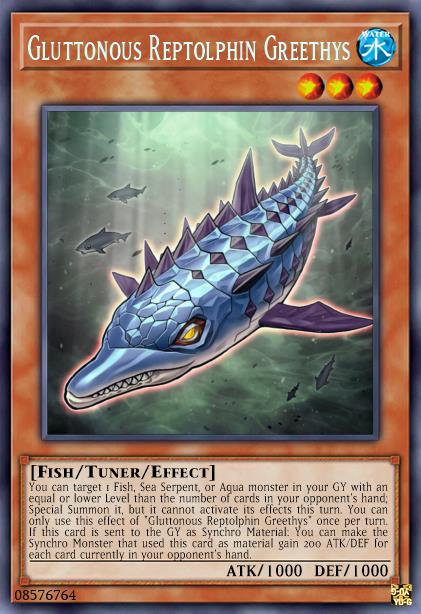 Gluttonous Reptolphin Greethys
WATER
水
[Fish/Tuner/Effect]
You can target 1 Fish, Sea Serpent, or Aqua monster in your GY with an
equal or lower Level than the number of cards in your opponent's hand;
Special Summon it, but it cannot activate its effects this turn. You can
only use this effect of "Gluttonous Reptolphin Greethys" once per turn.
If this card is sent to the GY as Synchro Material: You can make the
Synchro Monster that used this card as material gain 200 ATK/DEF for
each card currently in your opponent's hand.
ATK/1000 DEF/1000
08576764